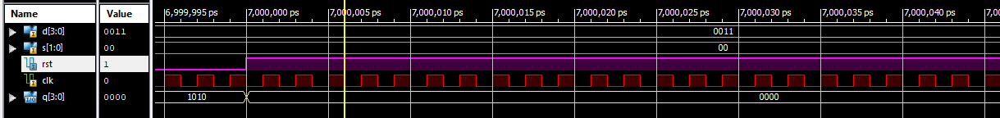 Name Value 6,999,995 ps 7,000,000 ps 7,000,005 ps 7,000,010 ps 7,000,015 ps 7,000,020 ps 7,000,025 ps 7,000,030 ps 7,000,035 ps 7,000,040 ps 7,0
d[3:0] 0011 0011
s[1:0] 00 00
rst 1
clk 0
q[3:0] 0000 1010 0000